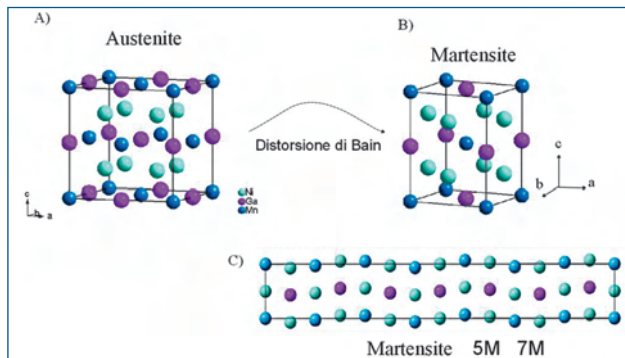 A)
Austenite
B)
Martensite
Distorsione di Bain
Ni
Ga
Mn
c
b
a
c
b
a
C)
Martensite 5M 7M